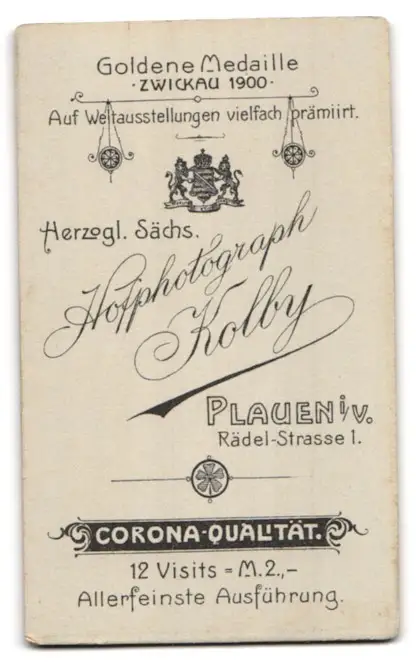 Goldene Medaille
· ZWICKAU 1900 ·
Auf Weltausstellungen vielfach prämiirt.
Herzogl. Sächs.
Hofphotograph
Kolby
PLAUEN i/V.
Rädel-Strasse 1.
CORONA-QUALITÄT.
12 Visits = M. 2.,-
Allerfeinste Ausführung.